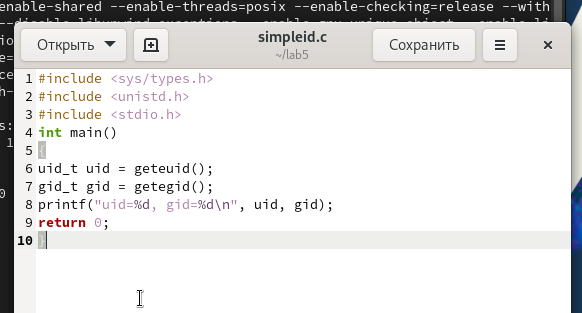 enable-shared --enable-threads=posix --enable-checking=release --with
Открыть
simpleid.c
~/lab5
Сохранить
1 #include <sys/types.h>
2 #include <unistd.h>
3 #include <stdio.h>
4 int main()
5 {
6 uid_t uid = geteuid();
7 gid_t gid = getegid();
8 printf("uid=%d, gid=%d\n", uid, gid);
9 return 0;
10 }